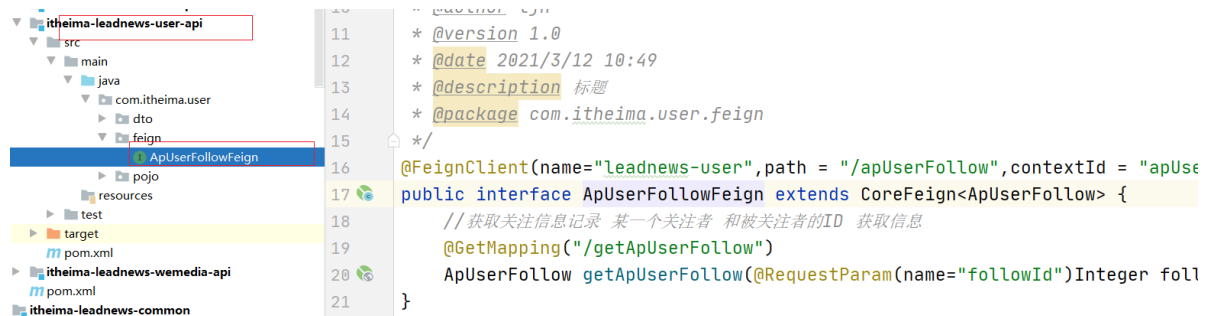 itheima-leadnews-user-api
src
main
java
com.itheima.user
dto
feign
ApUserFollowFeign
pojo
resources
test
target
pom.xml
itheima-leadnews-wemedia-api
pom.xml
itheima-leadnews-common
* @author ljh
11 * @version 1.0
12 * @date 2021/3/12 10:49
13 * @description 标题
14 * @package com.itheima.user.feign
15 */
16 @FeignClient(name="leadnews-user",path = "/apUserFollow",contextId = "apUse
17 public interface ApUserFollowFeign extends CoreFeign<ApUserFollow> {
18 //获取关注信息记录 某一个关注者 和被关注者的ID 获取信息
19 @GetMapping("/getApUserFollow")
20 ApUserFollow getApUserFollow(@RequestParam(name="followId")Integer foll
21 }